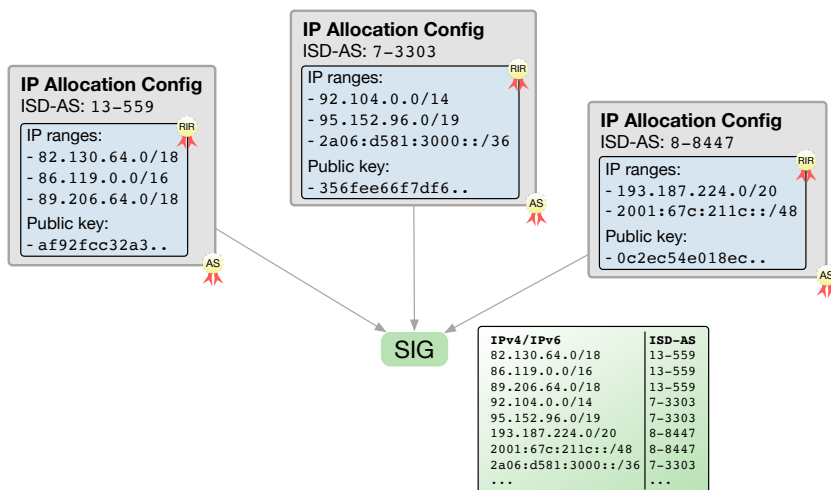 IP Allocation Config
ISD-AS: 13-559
IP ranges:
- 82.130.64.0/18
- 86.119.0.0/16
- 89.206.64.0/18
Public key:
- af92fcc32a3..
RIR
AS
IP Allocation Config
ISD-AS: 7-3303
IP ranges:
- 92.104.0.0/14
- 95.152.96.0/19
- 2a06:d581:3000::/36
Public key:
- 356fee66f7df6..
RIR
AS
IP Allocation Config
ISD-AS: 8-8447
IP ranges:
- 193.187.224.0/20
- 2001:67c:211c::/48
Public key:
- 0c2ec54e018ec..
RIR
AS
SIG
IPv4/IPv6 ISD-AS
82.130.64.0/18 13-559
86.119.0.0/16 13-559
89.206.64.0/18 13-559
92.104.0.0/14 7-3303
95.152.96.0/19 7-3303
193.187.224.0/20 8-8447
2001:67c:211c::/48 8-8447
2a06:d581:3000::/36 7-3303
... ...